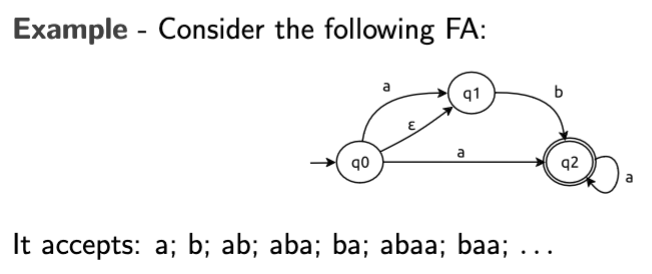 Example - Consider the following FA:
a
q1
b
ε
q0
a
q2
a
It accepts: a; b; ab; aba; ba; abaa; baa; ...